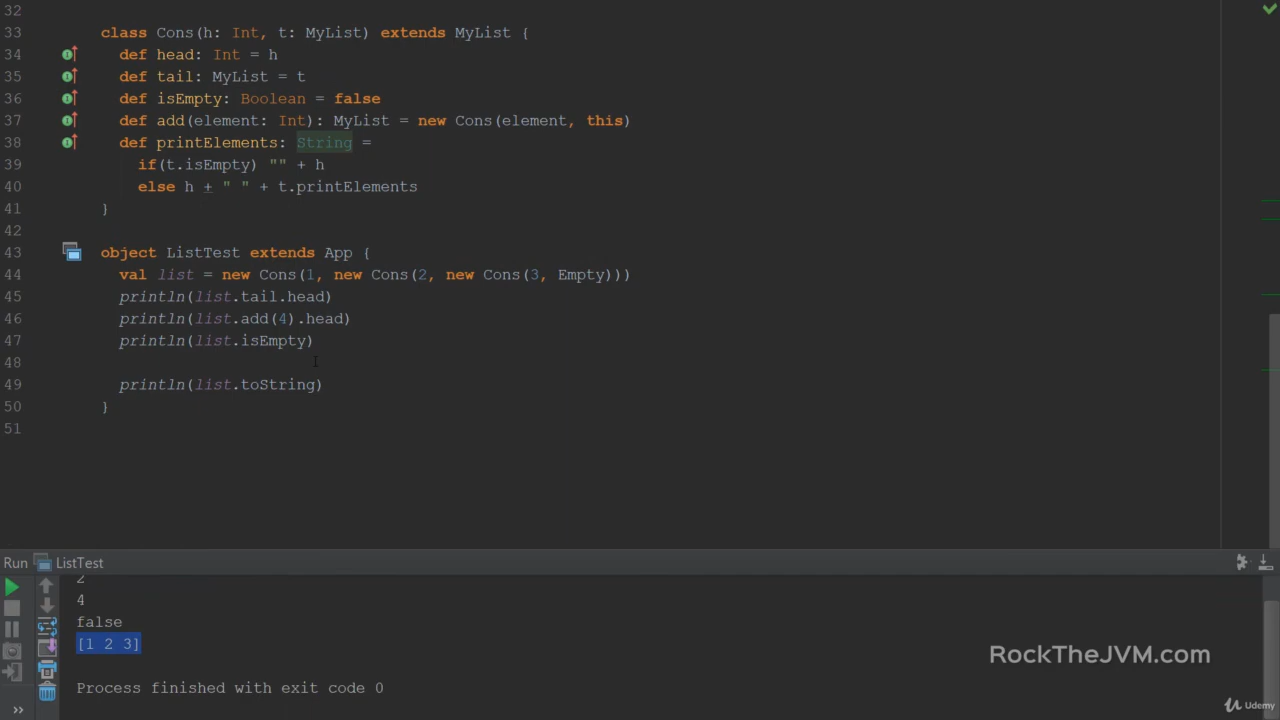 32
33 class Cons(h: Int, t: MyList) extends MyList {
34 def head: Int = h
35 def tail: MyList = t
36 def isEmpty: Boolean = false
37 def add(element: Int): MyList = new Cons(element, this)
38 def printElements: String =
39 if(t.isEmpty) "" + h
40 else h + " " + t.printElements
41 }
42
43 object ListTest extends App {
44 val list = new Cons(1, new Cons(2, new Cons(3, Empty)))
45 println(list.tail.head)
46 println(list.add(4).head)
47 println(list.isEmpty)
48
49 println(list.toString)
50 }
51
Run ListTest
2
4
false
[1 2 3]
Process finished with exit code 0
RockTheJVM.com
Udemy